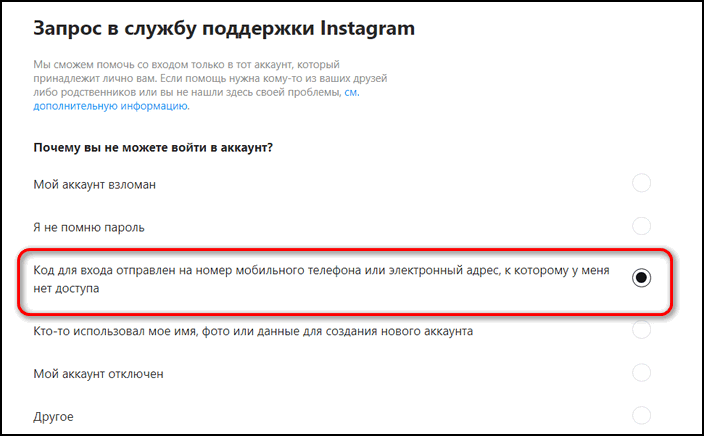 Запрос в службу поддержки Instagram
Мы сможем помочь со входом только в тот аккаунт, который
принадлежит лично вам. Если помощь нужна кому-то из ваших друзей
либо родственников или вы не нашли здесь своей проблемы, см.
дополнительную информацию.
Почему вы не можете войти в аккаунт?
Мой аккаунт взломан
Я не помню пароль
Код для входа отправлен на номер мобильного телефона или электронный адрес, к которому у меня
нет доступа
Кто-то использовал мое имя, фото или данные для создания нового аккаунта
Мой аккаунт отключен
Другое